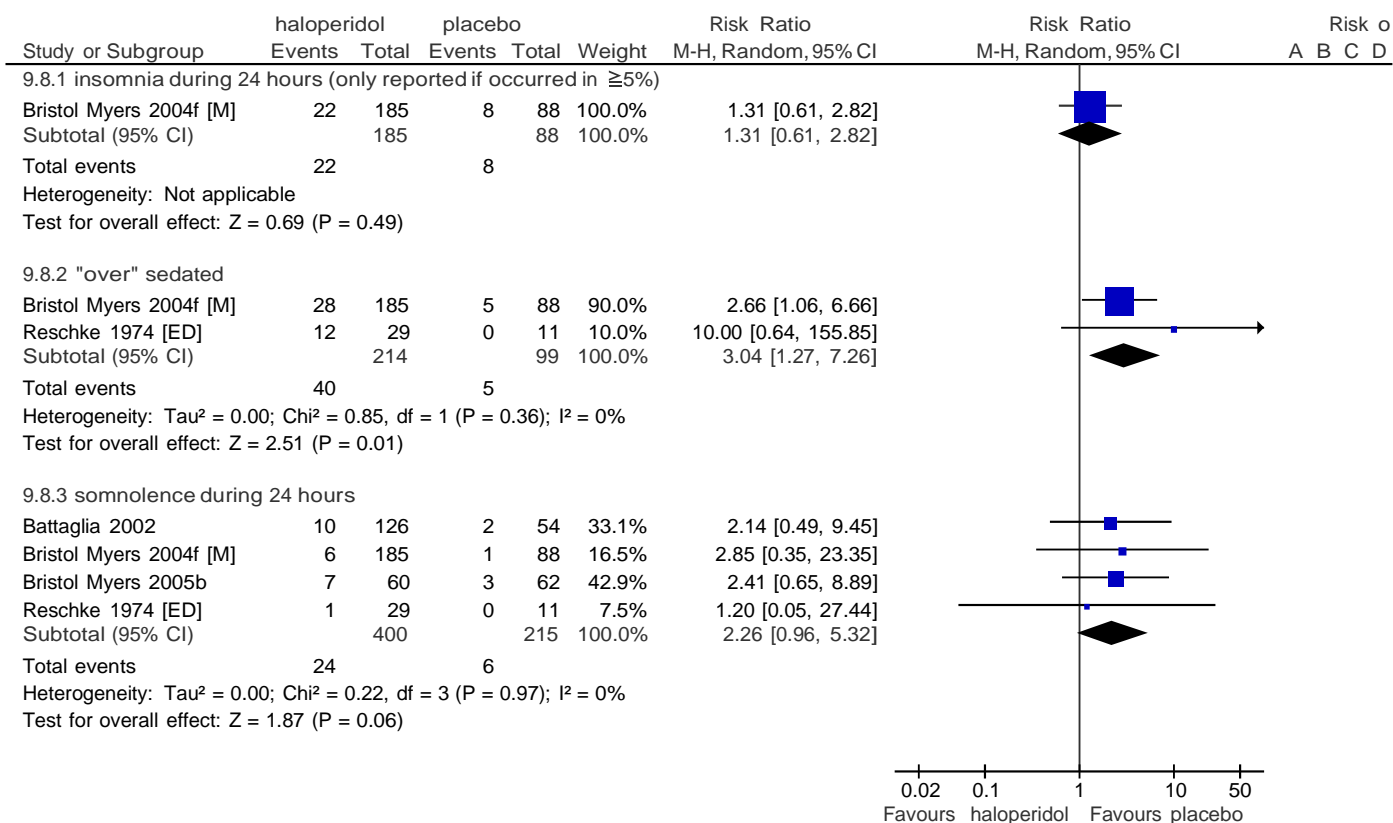 haloperidol placebo Risk Ratio Risk Ratio Risk o
Study or Subgroup Events Total Events Total Weight M-H, Random, 95% CI M-H, Random, 95% CI A B C D
9.8.1 insomnia during 24 hours (only reported if occurred in ≧5%)
Bristol Myers 2004f [M] 22 185 8 88 100.0% 1.31 [0.61, 2.82]
Subtotal (95% CI) 185 88 100.0% 1.31 [0.61, 2.82]
Total events 22 8
Heterogeneity: Not applicable
Test for overall effect: Z = 0.69 (P = 0.49)
9.8.2 "over" sedated
Bristol Myers 2004f [M] 28 185 5 88 90.0% 2.66 [1.06, 6.66]
Reschke 1974 [ED] 12 29 0 11 10.0% 10.00 [0.64, 155.85]
Subtotal (95% CI) 214 99 100.0% 3.04 [1.27, 7.26]
Total events 40 5
Heterogeneity: Tau² = 0.00; Chi² = 0.85, df = 1 (P = 0.36); I² = 0%
Test for overall effect: Z = 2.51 (P = 0.01)
9.8.3 somnolence during 24 hours
Battaglia 2002 10 126 2 54 33.1% 2.14 [0.49, 9.45]
Bristol Myers 2004f [M] 6 185 1 88 16.5% 2.85 [0.35, 23.35]
Bristol Myers 2005b 7 60 3 62 42.9% 2.41 [0.65, 8.89]
Reschke 1974 [ED] 1 29 0 11 7.5% 1.20 [0.05, 27.44]
Subtotal (95% CI) 400 215 100.0% 2.26 [0.96, 5.32]
Total events 24 6
Heterogeneity: Tau² = 0.00; Chi² = 0.22, df = 3 (P = 0.97); I² = 0%
Test for overall effect: Z = 1.87 (P = 0.06)
0.02 0.1 1 10 50
Favours haloperidol Favours placebo